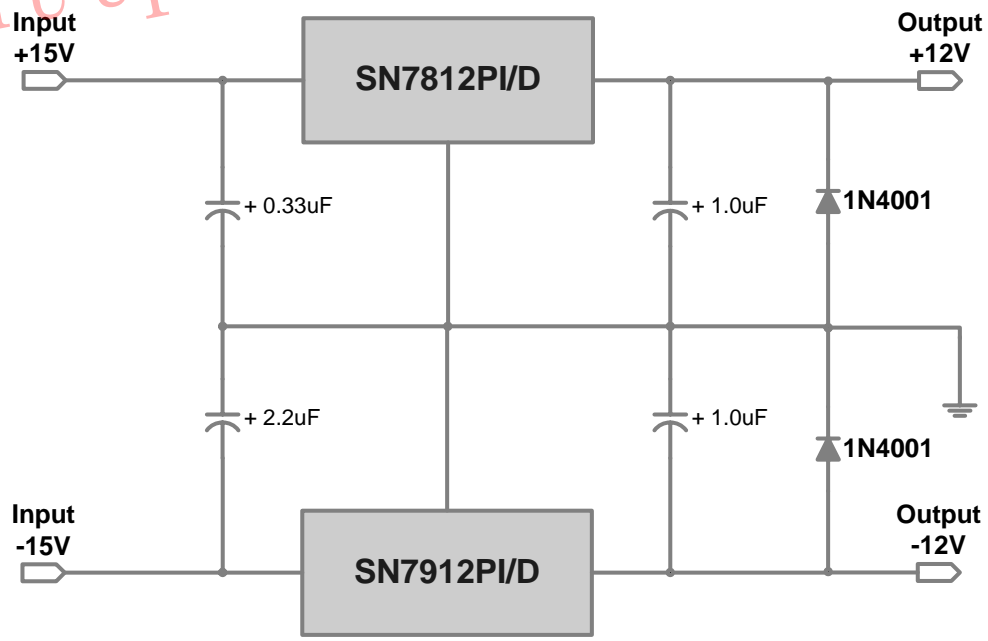 Input
+15V
Output
+12V
SN7812PI/D
+ 0.33uF
+ 1.0uF
1N4001
+ 2.2uF
+ 1.0uF
1N4001
Input
-15V
Output
-12V
SN7912PI/D